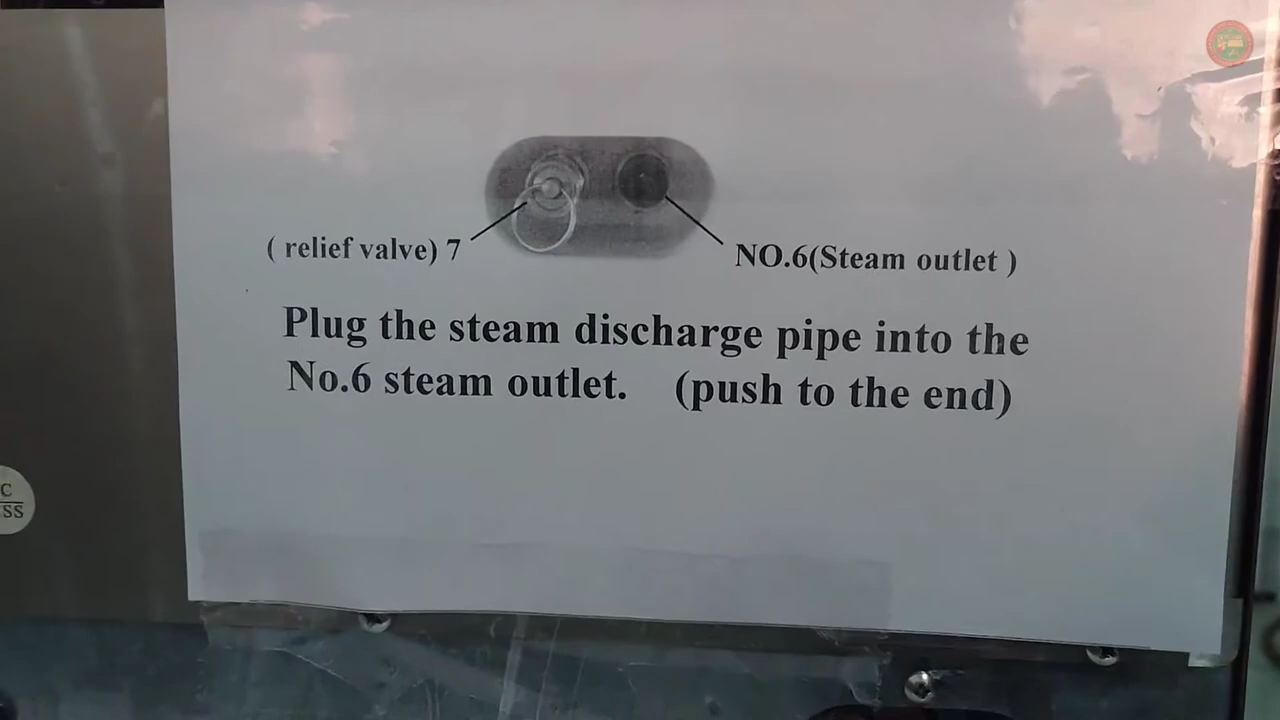 ( relief valve) 7
NO.6(Steam outlet )
Plug the steam discharge pipe into the
No.6 steam outlet. (push to the end)
C
SS